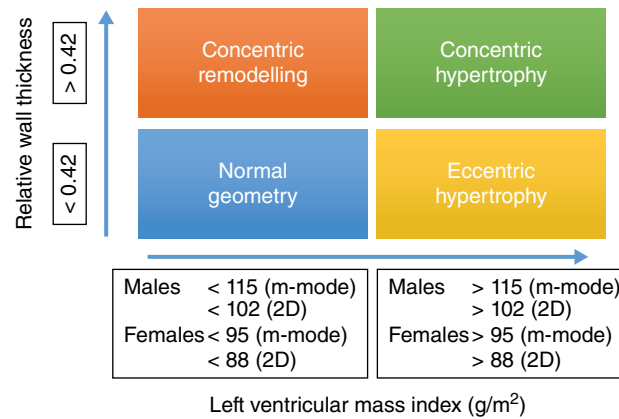 Relative wall thickness
> 0.42
< 0.42
Concentric
remodelling
Concentric
hypertrophy
Normal
geometry
Eccentric
hypertrophy
Males < 115 (m-mode)
< 102 (2D)
Females < 95 (m-mode)
< 88 (2D)
Males > 115 (m-mode)
> 102 (2D)
Females > 95 (m-mode)
> 88 (2D)
Left ventricular mass index (g/m²)